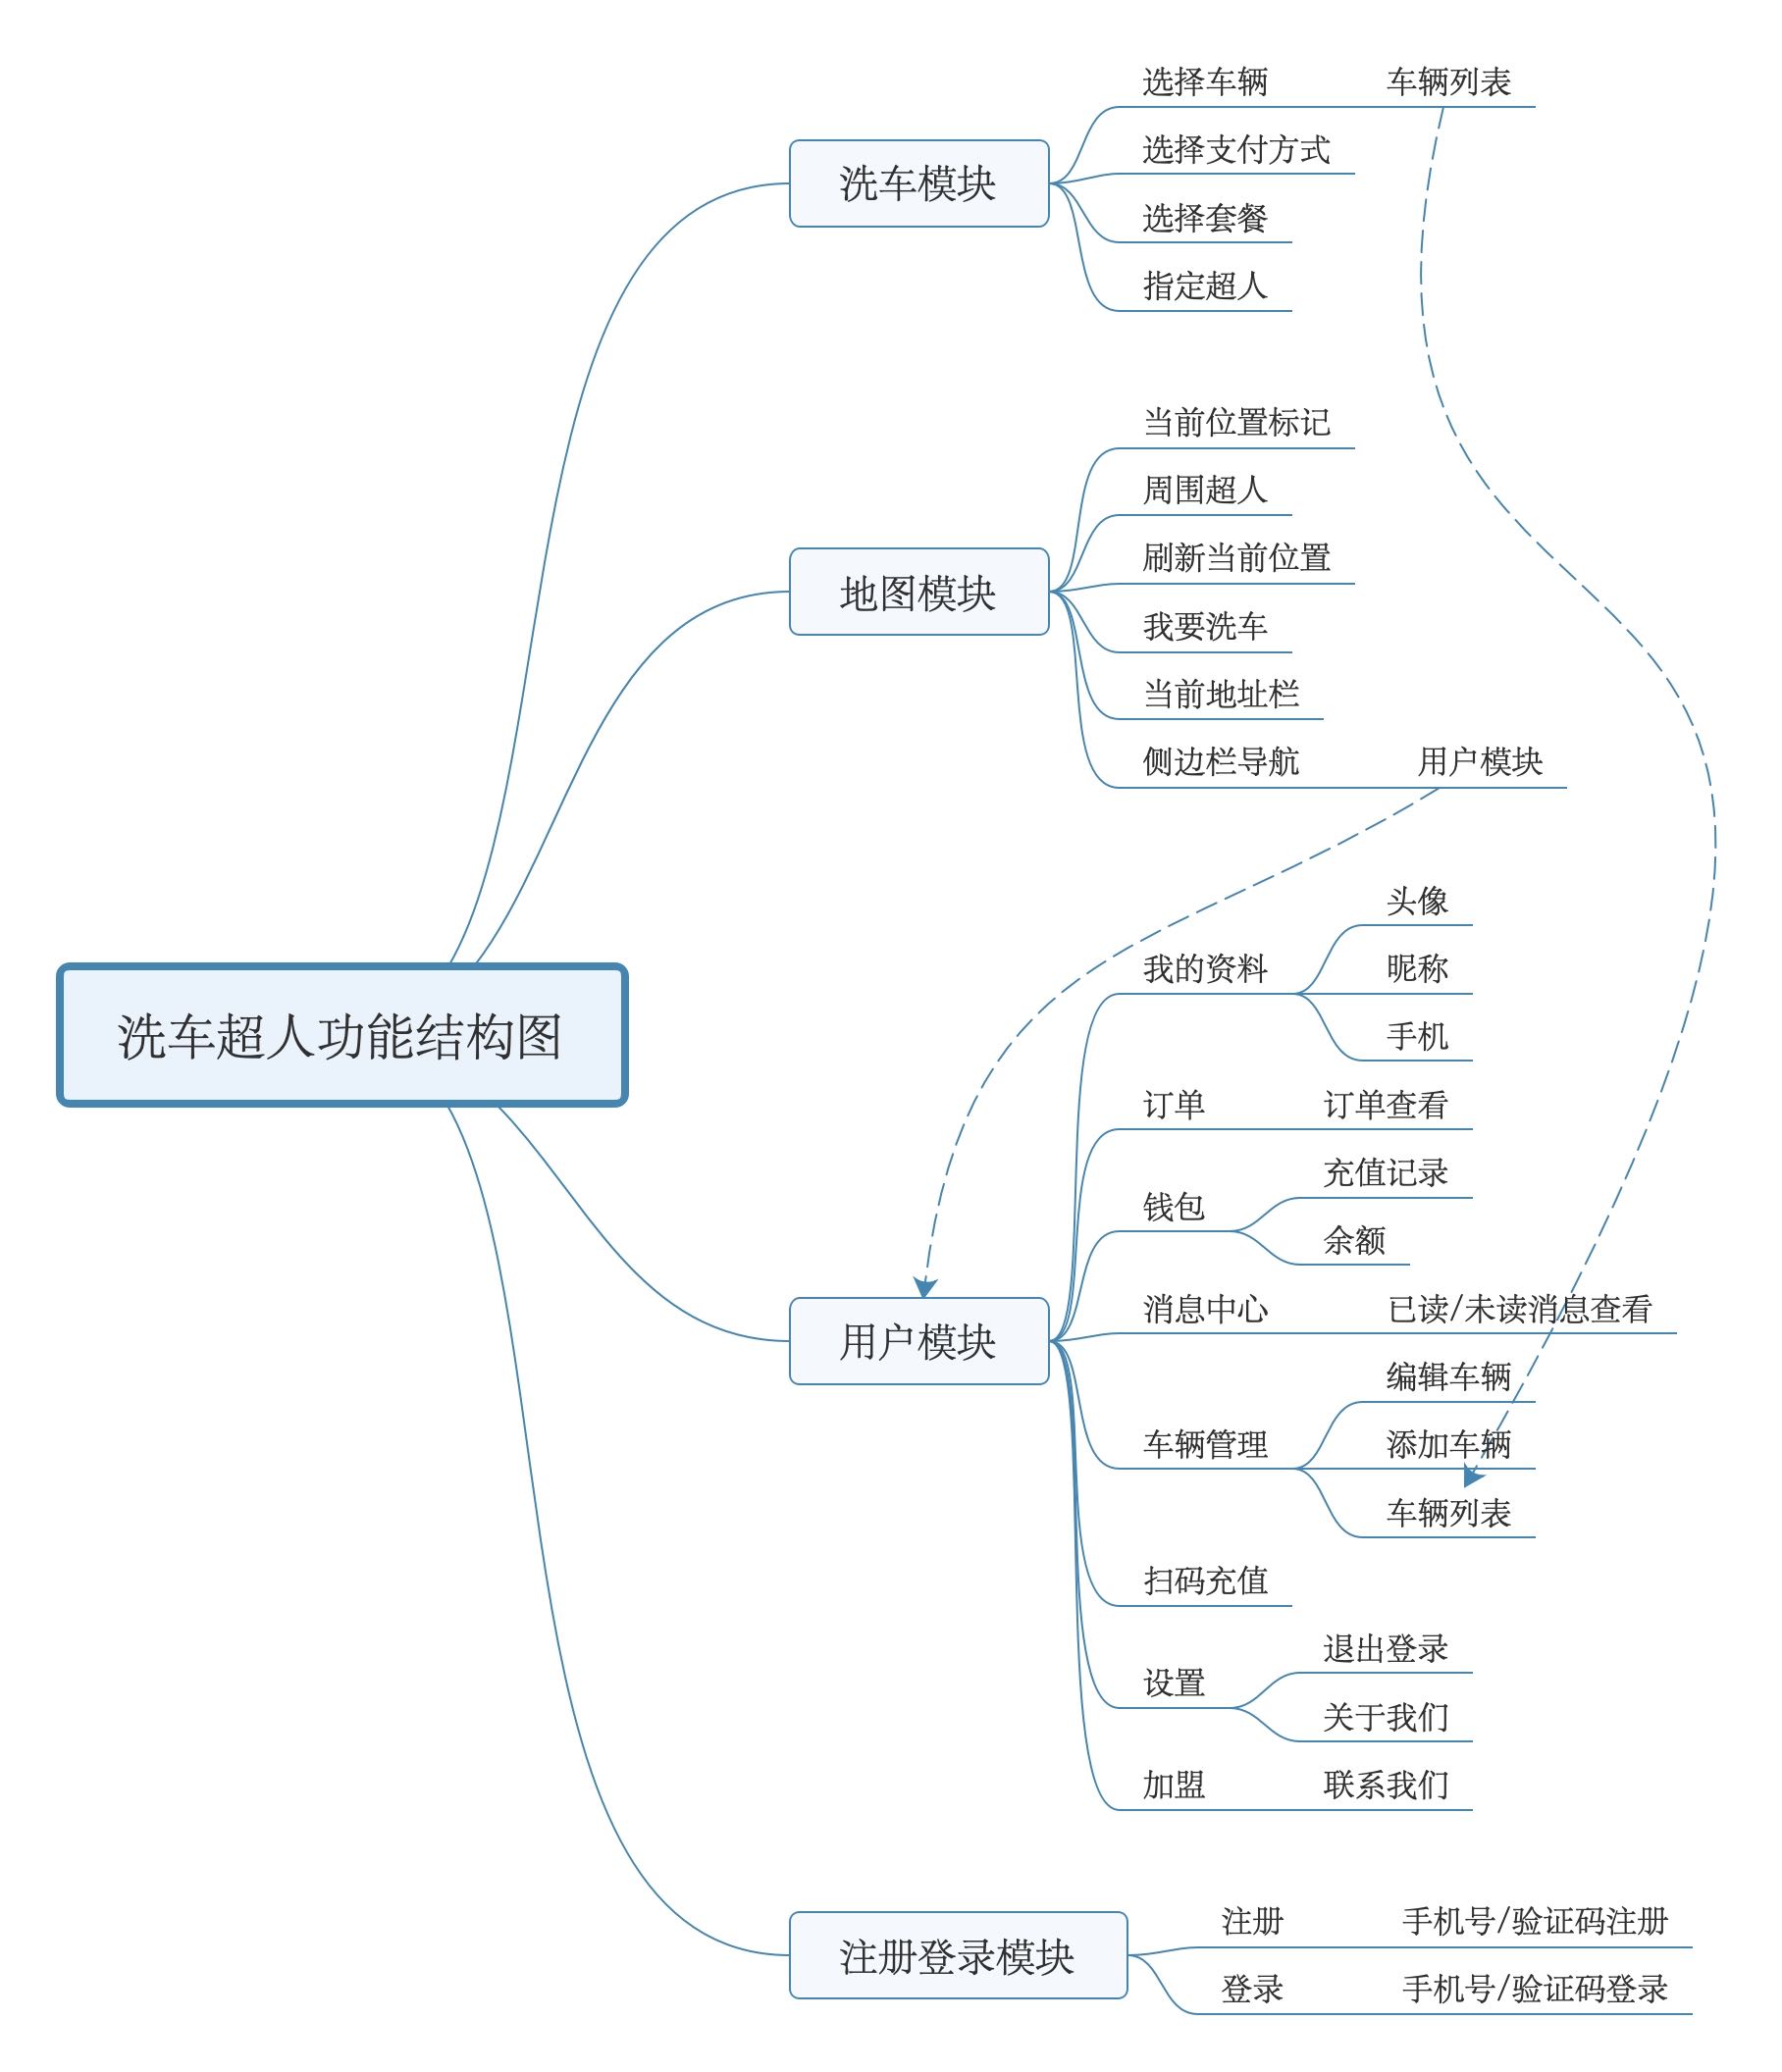 选择车辆 车辆列表
选择支付方式
洗车模块
选择套餐
指定超人
当前位置标记
周围超人
刷新当前位置
地图模块
我要洗车
当前地址栏
侧边栏导航 用户模块
头像
我的资料 昵称
手机
洗车超人功能结构图
订单 订单查看
充值记录
钱包
余额
消息中心 已读/未读消息查看
用户模块
编辑车辆
车辆管理 添加车辆
车辆列表
扫码充值
退出登录
设置
关于我们
加盟 联系我们
注册 手机号/验证码注册
注册登录模块
登录 手机号/验证码登录